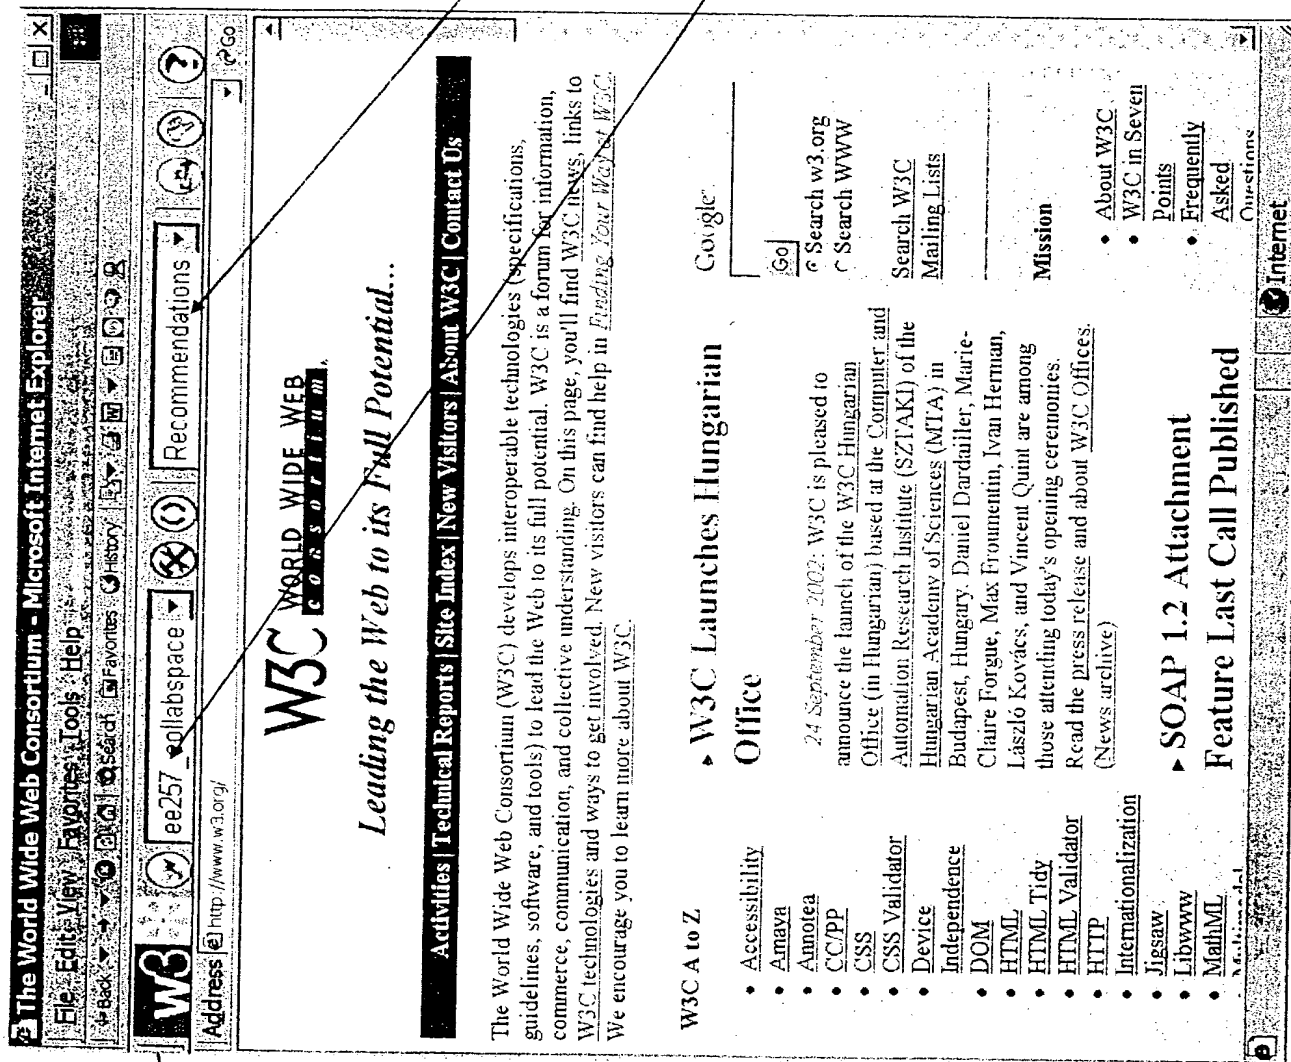 The World Wide Web Consortium - Microsoft Internet Explorer
File Edit View Favorites Tools Help
Back Search Favorites History
w3 ee257_collabspace Recommendations ?
Address http://www.w3.org/ Go
W3C WORLD WIDE WEB
consortium
Leading the Web to its Full Potential...
Activities | Technical Reports | Site Index | New Visitors | About W3C | Contact Us
The World Wide Web Consortium (W3C) develops interoperable technologies (specifications,
guidelines, software, and tools) to lead the Web to its full potential. W3C is a forum for information,
commerce, communication, and collective understanding. On this page, you'll find W3C news, links to
W3C technologies and ways to get involved. New visitors can find help in Finding Your Way at W3C.
We encourage you to learn more about W3C.
W3C A to Z
• Accessibility
• Amaya
• Annotea
• CC/PP
• CSS
• CSS Validator
• Device
Independence
• DOM
• HTML
• HTML Tidy
• HTML Validator
• HTTP
• Internationalization
• Jigsaw
• Libwww
• MathML
▸ W3C Launches Hungarian
Office
24 September 2002: W3C is pleased to
announce the launch of the W3C Hungarian
Office (in Hungarian) based at the Computer and
Automation Research Institute (SZTAKI) of the
Hungarian Academy of Sciences (MTA) in
Budapest, Hungary. Daniel Dardailler, Marie-
Claire Forgue, Max Froumentin, Ivan Herman,
László Kovács, and Vincent Quint are among
those attending today's opening ceremonies.
Read the press release and about W3C Offices.
(News archive)
▸ SOAP 1.2 Attachment
Feature Last Call Published
Google
Go
Search w3.org
Search WWW
Search W3C
Mailing Lists
Mission
• About W3C
• W3C in Seven
Points
• Frequently
Asked
Questions
Internet